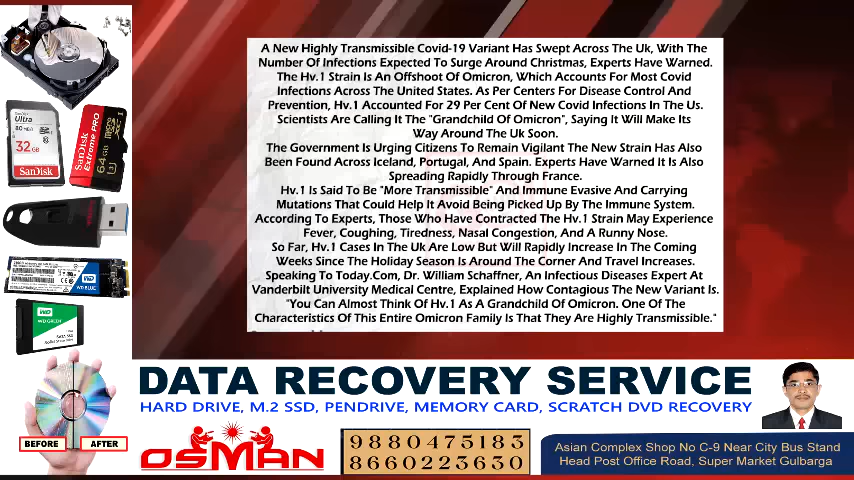 A New Highly Transmissible Covid-19 Variant Has Swept Across The Uk, With The
Number Of Infections Expected To Surge Around Christmas, Experts Have Warned.
The Hv.1 Strain Is An Offshoot Of Omicron, Which Accounts For Most Covid
Infections Across The United States. As Per Centers For Disease Control And
Prevention, Hv.1 Accounted For 29 Per Cent Of New Covid Infections In The Us.
Scientists Are Calling It The "Grandchild Of Omicron", Saying It Will Make Its
Way Around The Uk Soon.
The Government Is Urging Citizens To Remain Vigilant The New Strain Has Also
Been Found Across Iceland, Portugal, And Spain. Experts Have Warned It Is Also
Spreading Rapidly Through France.
Hv.1 Is Said To Be "More Transmissible" And Immune Evasive And Carrying
Mutations That Could Help It Avoid Being Picked Up By The Immune System.
According To Experts, Those Who Have Contracted The Hv.1 Strain May Experience
Fever, Coughing, Tiredness, Nasal Congestion, And A Runny Nose.
So Far, Hv.1 Cases In The Uk Are Low But Will Rapidly Increase In The Coming
Weeks Since The Holiday Season Is Around The Corner And Travel Increases.
Speaking To Today.Com, Dr. William Schaffner, An Infectious Diseases Expert At
Vanderbilt University Medical Centre, Explained How Contagious The New Variant Is.
"You Can Almost Think Of Hv.1 As A Grandchild Of Omicron. One Of The
Characteristics Of This Entire Omicron Family Is That They Are Highly Transmissible."
SanDisk
Ultra
80 MB/s
32GB
SanDisk
SanDisk
Extreme PRO
64 GB
WD BLUE
WD
WD GREEN
BEFORE
AFTER
DATA RECOVERY SERVICE
HARD DRIVE, M.2 SSD, PENDRIVE, MEMORY CARD, SCRATCH DVD RECOVERY
OSMAN
9880475183
8660223630
Asian Complex Shop No C-9 Near City Bus Stand
Head Post Office Road, Super Market Gulbarga